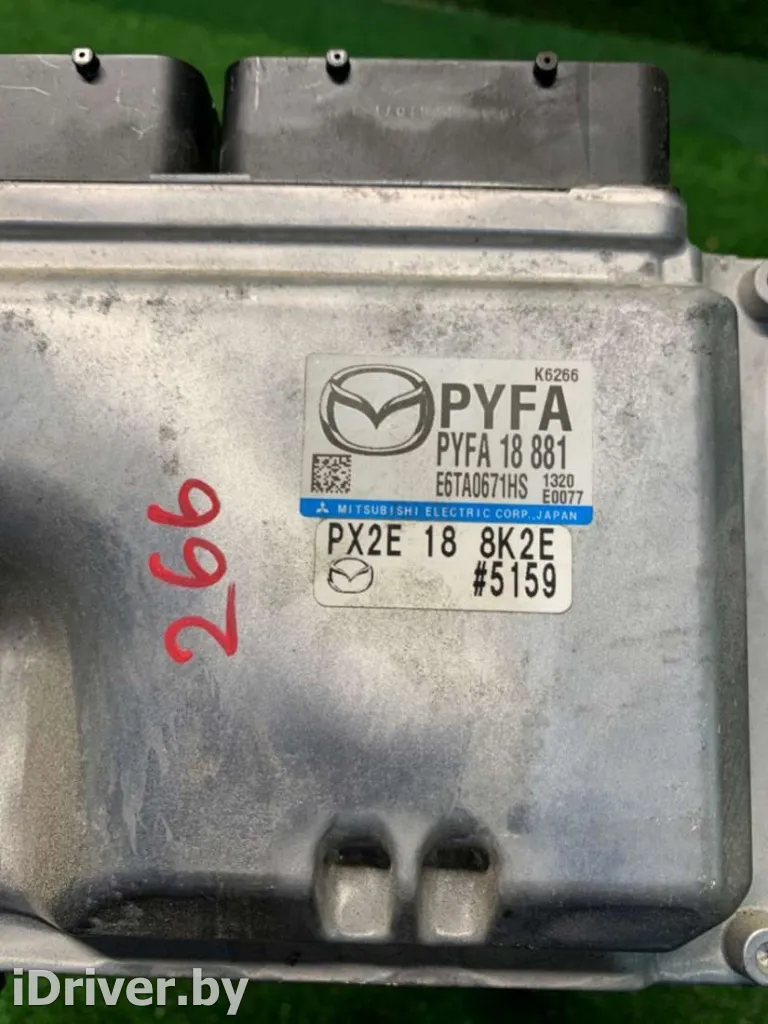 K6266
PYFA
PYFA 18 881
E6TA0671HS 1320
E0077
MITSUBISHI ELECTRIC CORP., JAPAN
PX2E 18 8K2E
#5159
266
iDriver.by